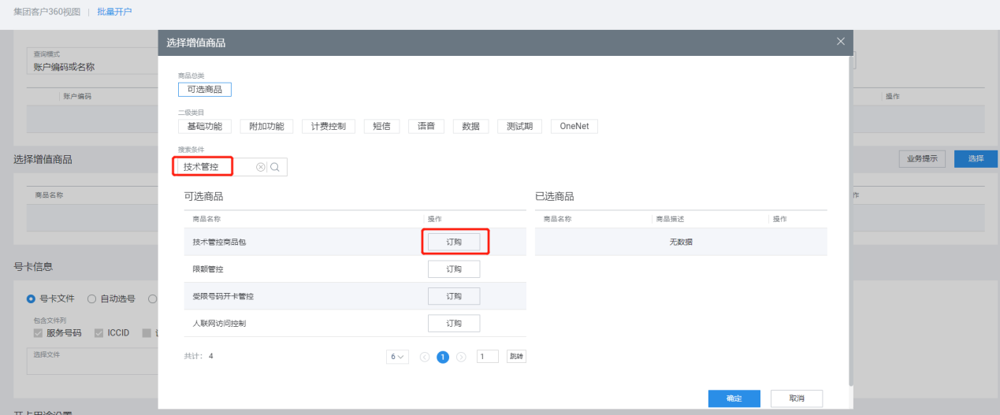 集团客户360视图 | 批量开户
选择增值商品
查询模式
账户编码或名称
账户编码
操作
选择增值商品
业务提示
选择
商品名称
商品总类
可选商品
二级类目
基础功能 附加功能 计费控制 短信 语音 数据 测试期 OneNet
搜索条件
技术管控
可选商品
已选商品
商品名称 操作
商品名称 商品描述 操作
技术管控商品包 订购
无数据
限额管控 订购
受限号码开卡管控 订购
人联网访问控制 订购
共计： 4
6 1 1 跳转
确定 取消
号卡信息
号卡文件 自动选号
包含文件列
服务号码 ICCID
选择文件
开卡用途设置